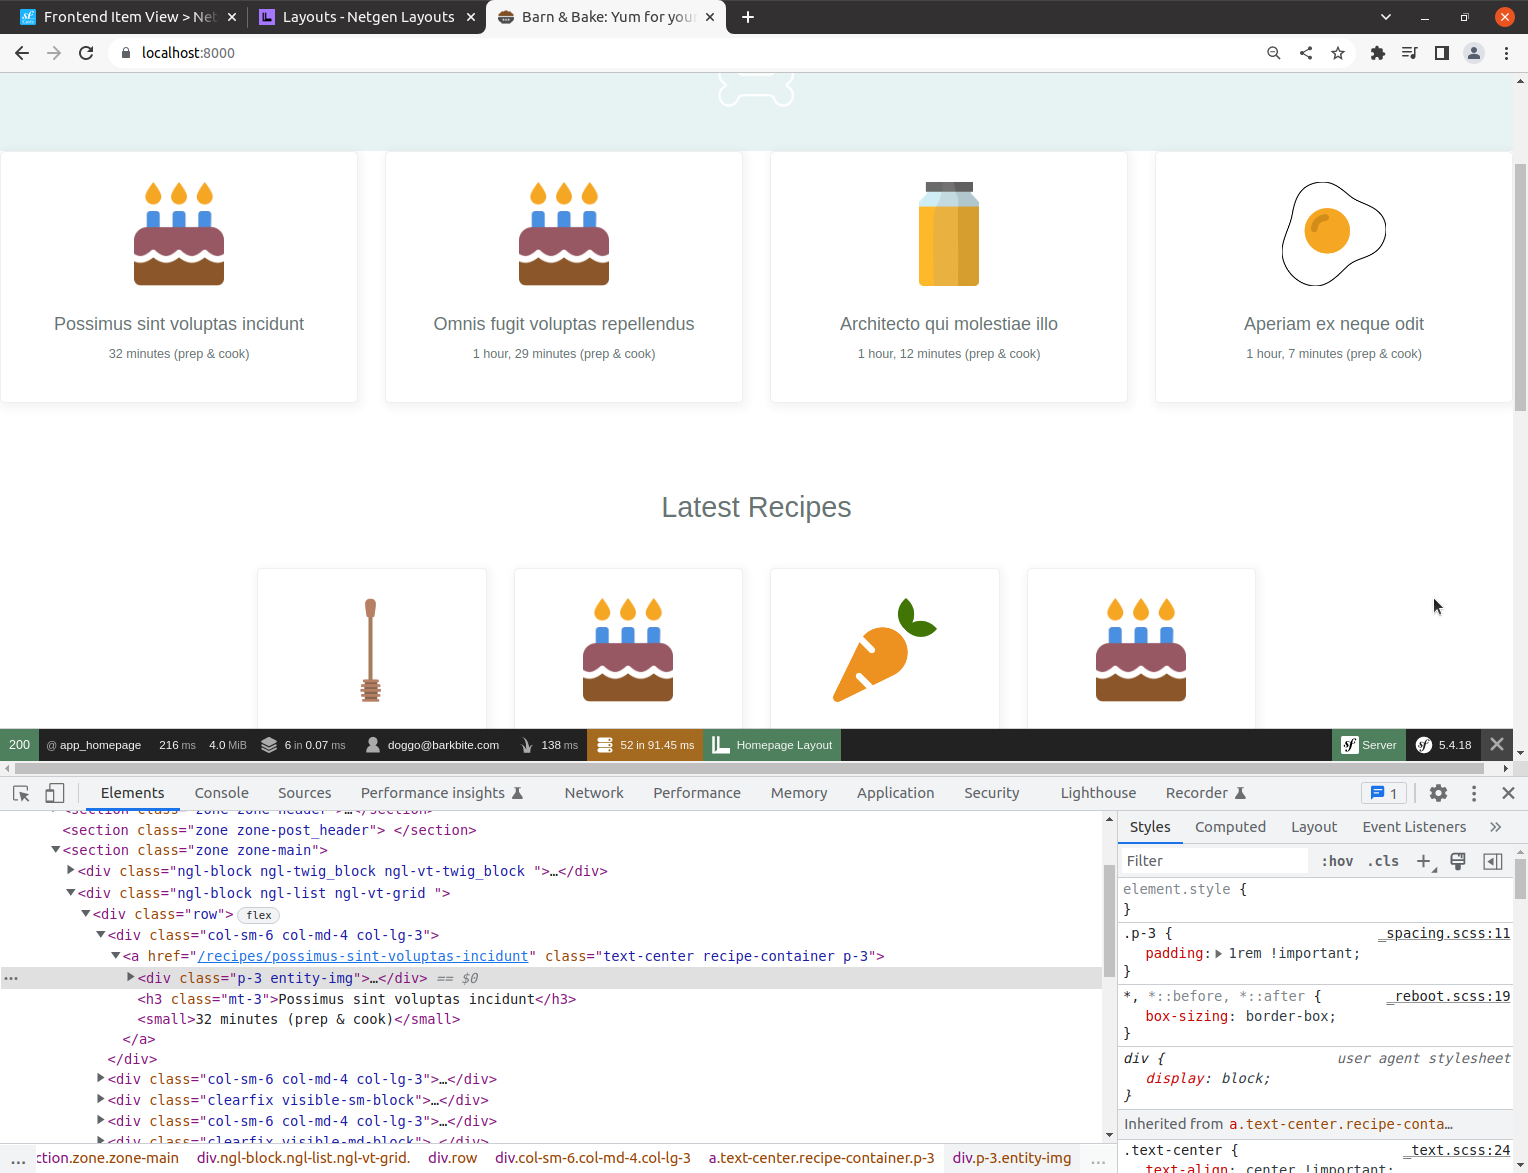 Frontend Item View > Net
Layouts - Netgen Layouts
Barn & Bake: Yum for your
localhost:8000
Possimus sint voluptas incidunt
32 minutes (prep & cook)
Omnis fugit voluptas repellendus
1 hour, 29 minutes (prep & cook)
Architecto qui molestiae illo
1 hour, 12 minutes (prep & cook)
Aperiam ex neque odit
1 hour, 7 minutes (prep & cook)
Latest Recipes
200 @ app_homepage 216 ms 4.0 MiB 6 in 0.07 ms doggo@barkbite.com 138 ms 52 in 91.45 ms Homepage Layout sf Server sf 5.4.18
Elements Console Sources Performance insights Network Performance Memory Application Security Lighthouse Recorder 1
<section class="zone zone-header">…</section>
<section class="zone zone-post_header"> </section>
<section class="zone zone-main">
<div class="ngl-block ngl-twig_block ngl-vt-twig_block ">…</div>
<div class="ngl-block ngl-list ngl-vt-grid ">
<div class="row"> flex
<div class="col-sm-6 col-md-4 col-lg-3">
<a href="/recipes/possimus-sint-voluptas-incidunt" class="text-center recipe-container p-3">
… <div class="p-3 entity-img">…</div> == $0
<h3 class="mt-3">Possimus sint voluptas incidunt</h3>
<small>32 minutes (prep & cook)</small>
</a>
</div>
<div class="col-sm-6 col-md-4 col-lg-3">…</div>
<div class="clearfix visible-sm-block">…</div>
<div class="col-sm-6 col-md-4 col-lg-3">…</div>
<div class="clearfix visible-md-block">…</div>
… ction.zone.zone-main div.ngl-block.ngl-list.ngl-vt-grid. div.row div.col-sm-6.col-md-4.col-lg-3 a.text-center.recipe-container.p-3 div.p-3.entity-img …
Styles Computed Layout Event Listeners »
Filter :hov .cls +
element.style {
}
.p-3 { _spacing.scss:11
padding: 1rem !important;
}
*, *::before, *::after { _reboot.scss:19
box-sizing: border-box;
}
div { user agent stylesheet
display: block;
}
Inherited from a.text-center.recipe-conta…
.text-center { _text.scss:24
text-align: center !important;